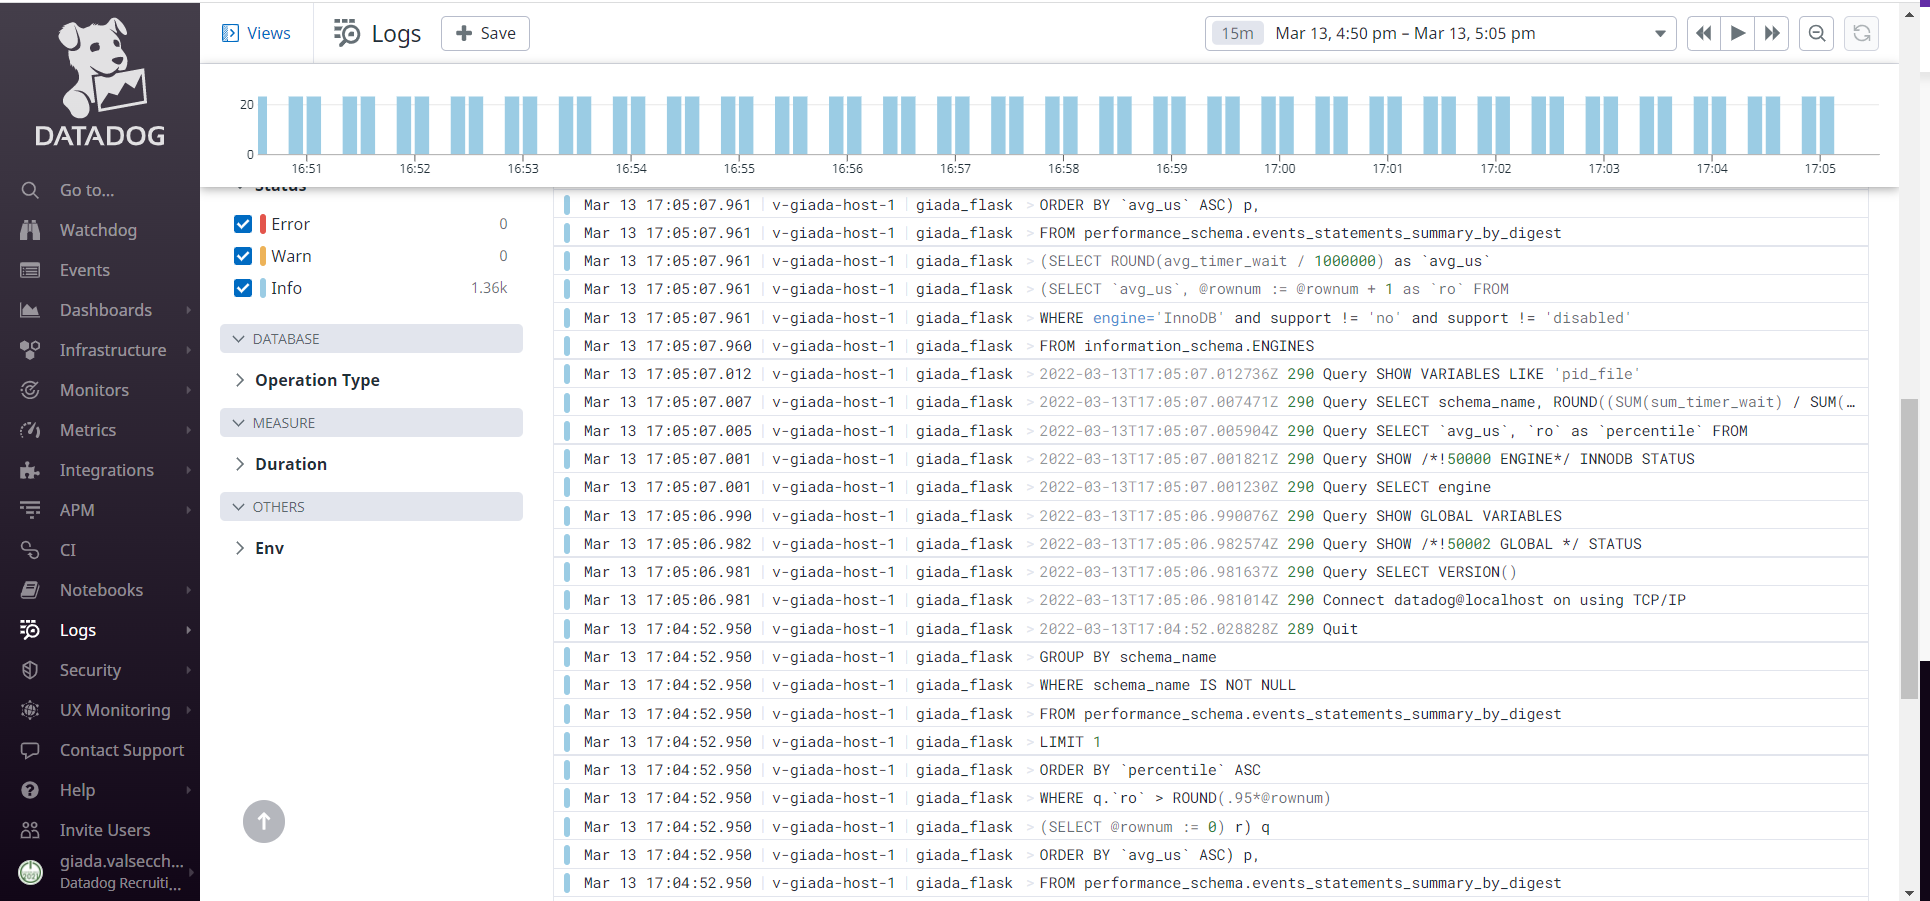 DATADOG
Go to...
Watchdog
Events
Dashboards
Infrastructure
Monitors
Metrics
Integrations
APM
CI
Notebooks
Logs
Security
UX Monitoring
Contact Support
Help
Invite Users
giada.valsecch...
Datadog Recruiti...
Views
Logs
Save
15m Mar 13, 4:50 pm – Mar 13, 5:05 pm
20
0
16:51 16:52 16:53 16:54 16:55 16:56 16:57 16:58 16:59 17:00 17:01 17:02 17:03 17:04 17:05
Status
Error 0
Warn 0
Info 1.36k
DATABASE
Operation Type
MEASURE
Duration
OTHERS
Env
Mar 13 17:05:07.961 v-giada-host-1 giada_flask > ORDER BY `avg_us` ASC) p,
Mar 13 17:05:07.961 v-giada-host-1 giada_flask > FROM performance_schema.events_statements_summary_by_digest
Mar 13 17:05:07.961 v-giada-host-1 giada_flask > (SELECT ROUND(avg_timer_wait / 1000000) as `avg_us`
Mar 13 17:05:07.961 v-giada-host-1 giada_flask > (SELECT `avg_us`, @rownum := @rownum + 1 as `ro` FROM
Mar 13 17:05:07.961 v-giada-host-1 giada_flask > WHERE engine='InnoDB' and support != 'no' and support != 'disabled'
Mar 13 17:05:07.960 v-giada-host-1 giada_flask > FROM information_schema.ENGINES
Mar 13 17:05:07.012 v-giada-host-1 giada_flask > 2022-03-13T17:05:07.012736Z 290 Query SHOW VARIABLES LIKE 'pid_file'
Mar 13 17:05:07.007 v-giada-host-1 giada_flask > 2022-03-13T17:05:07.007471Z 290 Query SELECT schema_name, ROUND((SUM(sum_timer_wait) / SUM(…
Mar 13 17:05:07.005 v-giada-host-1 giada_flask > 2022-03-13T17:05:07.005904Z 290 Query SELECT `avg_us`, `ro` as `percentile` FROM
Mar 13 17:05:07.001 v-giada-host-1 giada_flask > 2022-03-13T17:05:07.001821Z 290 Query SHOW /*!50000 ENGINE*/ INNODB STATUS
Mar 13 17:05:07.001 v-giada-host-1 giada_flask > 2022-03-13T17:05:07.001230Z 290 Query SELECT engine
Mar 13 17:05:06.990 v-giada-host-1 giada_flask > 2022-03-13T17:05:06.990076Z 290 Query SHOW GLOBAL VARIABLES
Mar 13 17:05:06.982 v-giada-host-1 giada_flask > 2022-03-13T17:05:06.982574Z 290 Query SHOW /*!50002 GLOBAL */ STATUS
Mar 13 17:05:06.981 v-giada-host-1 giada_flask > 2022-03-13T17:05:06.981637Z 290 Query SELECT VERSION()
Mar 13 17:05:06.981 v-giada-host-1 giada_flask > 2022-03-13T17:05:06.981014Z 290 Connect datadog@localhost on using TCP/IP
Mar 13 17:04:52.950 v-giada-host-1 giada_flask > 2022-03-13T17:04:52.028828Z 289 Quit
Mar 13 17:04:52.950 v-giada-host-1 giada_flask > GROUP BY schema_name
Mar 13 17:04:52.950 v-giada-host-1 giada_flask > WHERE schema_name IS NOT NULL
Mar 13 17:04:52.950 v-giada-host-1 giada_flask > FROM performance_schema.events_statements_summary_by_digest
Mar 13 17:04:52.950 v-giada-host-1 giada_flask > LIMIT 1
Mar 13 17:04:52.950 v-giada-host-1 giada_flask > ORDER BY `percentile` ASC
Mar 13 17:04:52.950 v-giada-host-1 giada_flask > WHERE q.`ro` > ROUND(.95*@rownum)
Mar 13 17:04:52.950 v-giada-host-1 giada_flask > (SELECT @rownum := 0) r) q
Mar 13 17:04:52.950 v-giada-host-1 giada_flask > ORDER BY `avg_us` ASC) p,
Mar 13 17:04:52.950 v-giada-host-1 giada_flask > FROM performance_schema.events_statements_summary_by_digest